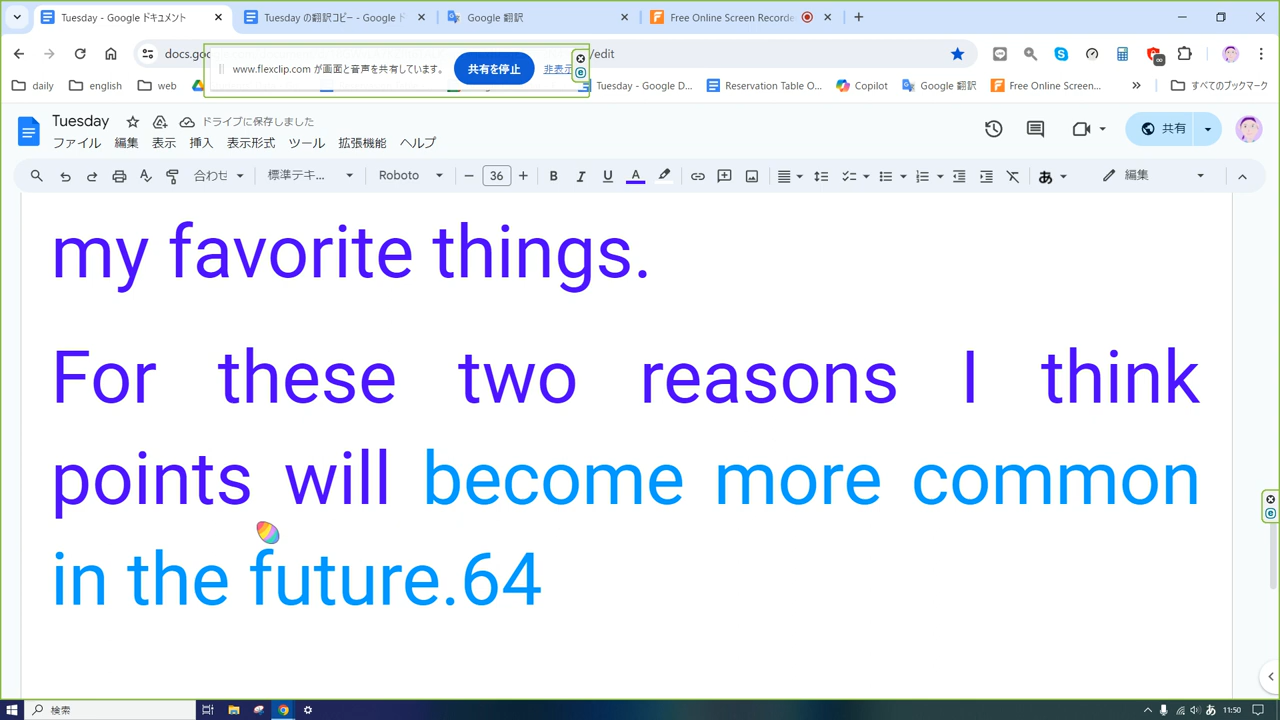 Tuesday - Google ドキュメント
Tuesday の翻訳コピー - Google ド
Google 翻訳
Free Online Screen Recorde
docs.goo
/edit
www.flexclip.com が画面と音声を共有しています。
共有を停止
非表示
daily
english
web
Tuesday - Google D...
Reservation Table O...
Copilot
Google 翻訳
Free Online Screen...
すべてのブックマーク
Tuesday
ドライブに保存しました
ファイル 編集 表示 挿入 表示形式 ツール 拡張機能 ヘルプ
共有
合わせ
標準テキ...
Roboto
36
編集
my favorite things.
For these two reasons I think
points will become more common
in the future.64
検索
あ 11:50